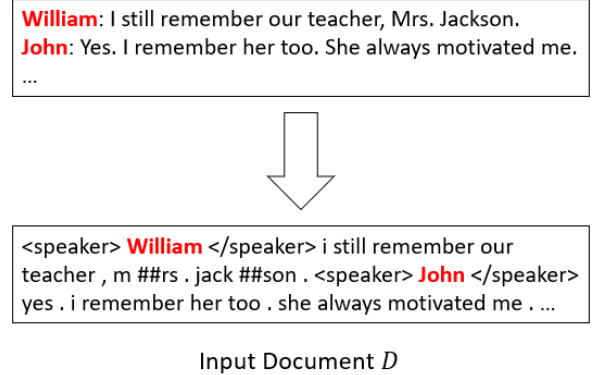 William: I still remember our teacher, Mrs. Jackson.
John: Yes. I remember her too. She always motivated me.
...
<speaker> William </speaker> i still remember our
teacher , m ##rs . jack ##son . <speaker> John </speaker>
yes . i remember her too . she always motivated me . ...
Input Document D